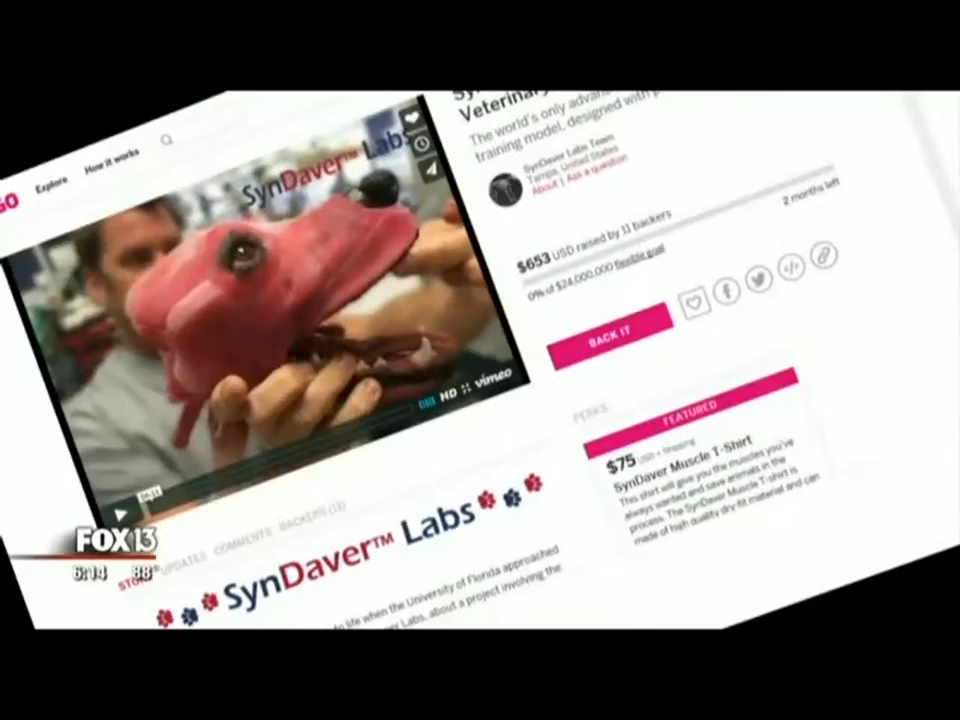 GO
Explore
How it works
SynDaver™ Labs
HD
vimeo
Veterinary
The world's only
training model, designed with
SynDaver Labs Team
Tampa, United States
About | Ask a question
$653 USD raised by 11 backers
2 months left
0% of $24,000,000 flexible goal
BACK IT
PERKS
FEATURED
$75 USD + Shipping
SynDaver Muscle T-Shirt
This shirt will give you the muscles you've
always wanted and save animals in the
process. The SynDaver Muscle T-shirt is
made of high quality dry-fit material and can
UPDATES
COMMENTS
BACKERS
SynDaver™ Labs
to life when the University of Florida approached
Labs, about a project involving the
FOX 13
6:14 88°